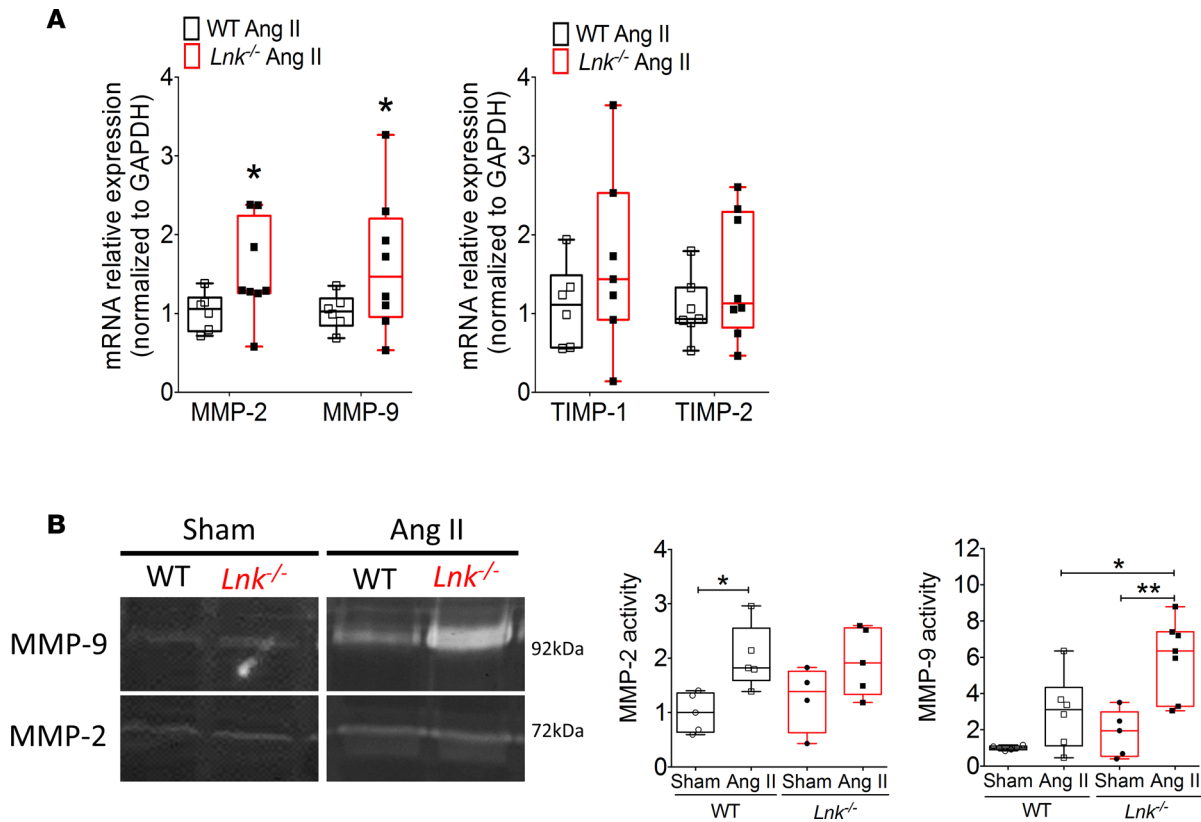 A
WT Ang II
Lnk-/- Ang II
mRNA relative expression
(normalized to GAPDH)
4
3
2
1
0
*
*
MMP-2
MMP-9
WT Ang II
Lnk-/- Ang II
mRNA relative expression
(normalized to GAPDH)
4
3
2
1
0
TIMP-1
TIMP-2
B
Sham
Ang II
WT
Lnk-/-
WT
Lnk-/-
MMP-9
92kDa
MMP-2
72kDa
MMP-2 activity
4
3
2
1
0
*
Sham Ang II Sham Ang II
WT
Lnk-/-
MMP-9 activity
12
10
8
6
4
2
0
*
**
Sham Ang II Sham Ang II
WT
Lnk-/-